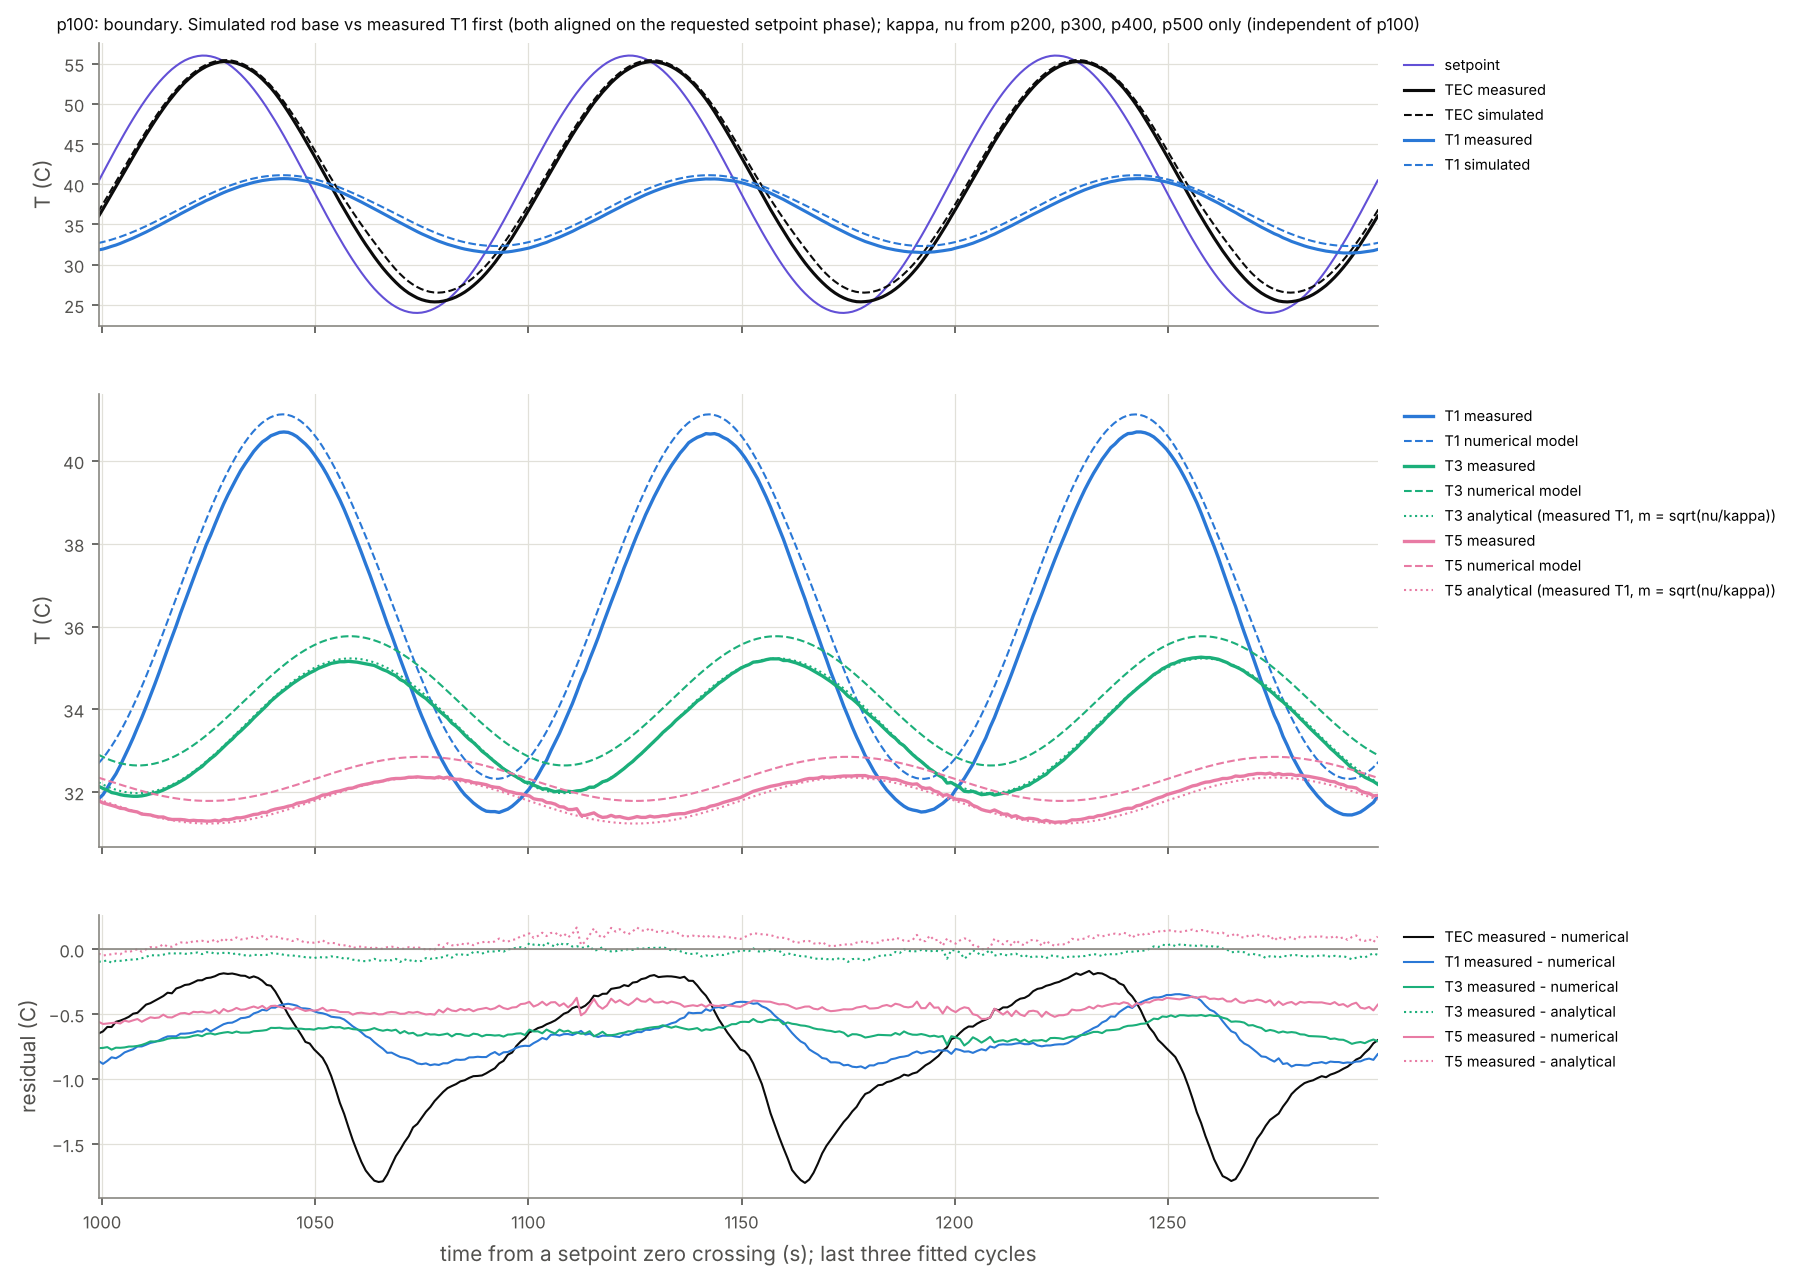 p100: boundary. Simulated rod base vs measured T1 first (both aligned on the requested setpoint phase); kappa, nu from p200, p300, p400, p500 only (independent of p100)
T (C)
55
50
45
40
35
30
25
setpoint
TEC measured
TEC simulated
T1 measured
T1 simulated
T (C)
40
38
36
34
32
T1 measured
T1 numerical model
T3 measured
T3 numerical model
T3 analytical (measured T1, m = sqrt(nu/kappa))
T5 measured
T5 numerical model
T5 analytical (measured T1, m = sqrt(nu/kappa))
residual (C)
0.0
−0.5
−1.0
−1.5
TEC measured - numerical
T1 measured - numerical
T3 measured - numerical
T3 measured - analytical
T5 measured - numerical
T5 measured - analytical
1000 1050 1100 1150 1200 1250
time from a setpoint zero crossing (s); last three fitted cycles